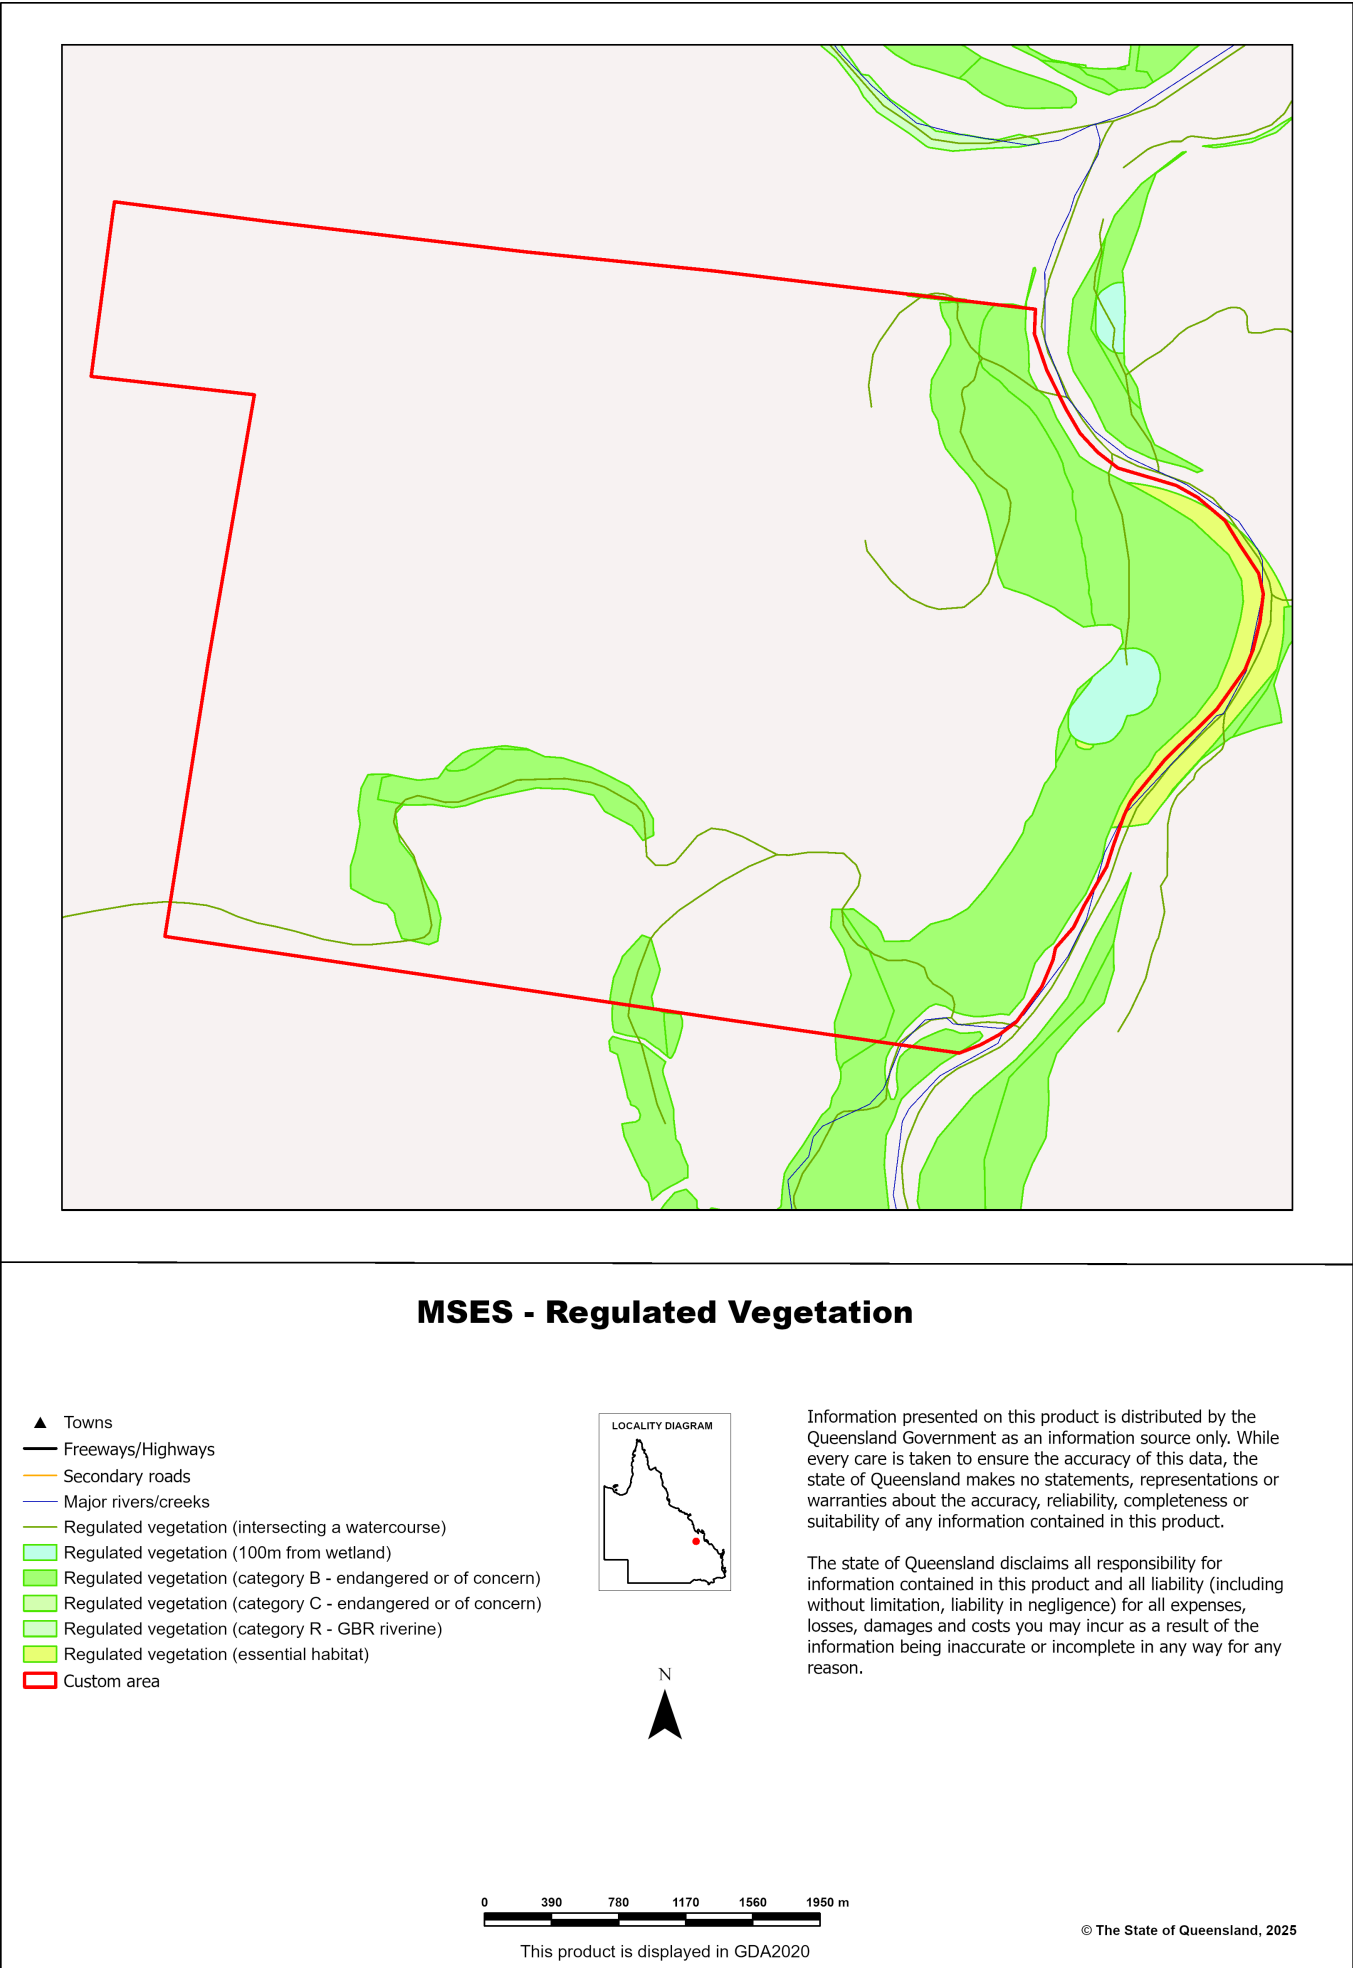 MSES - Regulated Vegetation
Towns
Freeways/Highways
Secondary roads
Major rivers/creeks
Regulated vegetation (intersecting a watercourse)
Regulated vegetation (100m from wetland)
Regulated vegetation (category B - endangered or of concern)
Regulated vegetation (category C - endangered or of concern)
Regulated vegetation (category R - GBR riverine)
Regulated vegetation (essential habitat)
Custom area
LOCALITY DIAGRAM
N
Information presented on this product is distributed by the
Queensland Government as an information source only. While
every care is taken to ensure the accuracy of this data, the
state of Queensland makes no statements, representations or
warranties about the accuracy, reliability, completeness or
suitability of any information contained in this product.
The state of Queensland disclaims all responsibility for
information contained in this product and all liability (including
without limitation, liability in negligence) for all expenses,
losses, damages and costs you may incur as a result of the
information being inaccurate or incomplete in any way for any
reason.
0 390 780 1170 1560 1950 m
This product is displayed in GDA2020
© The State of Queensland, 2025